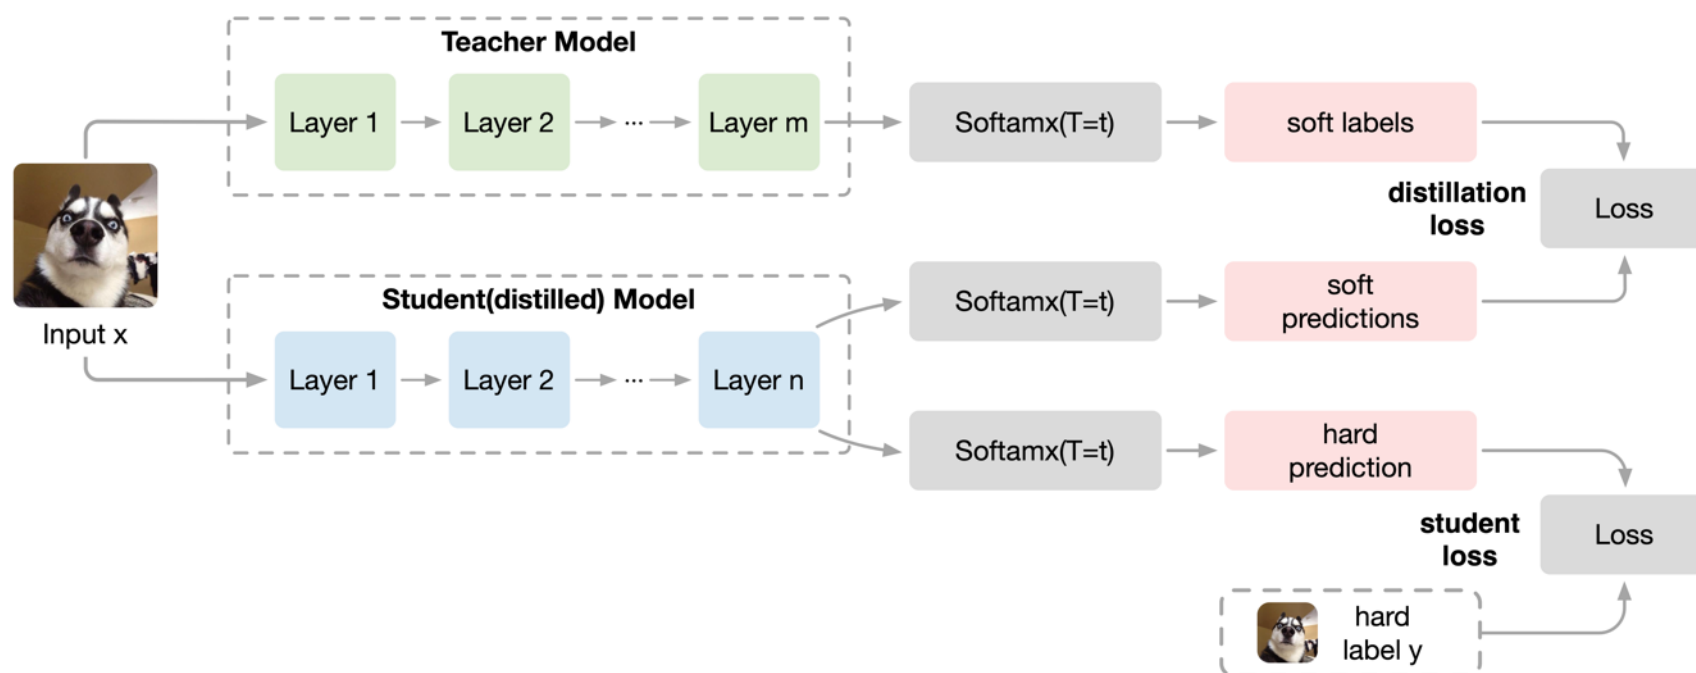 Teacher Model
Layer 1
Layer 2
...
Layer m
Softamx(T=t)
soft labels
distillation
loss
Loss
Input x
Student(distilled) Model
Layer 1
Layer 2
...
Layer n
Softamx(T=t)
soft
predictions
Softamx(T=t)
hard
prediction
student
loss
Loss
hard
label y